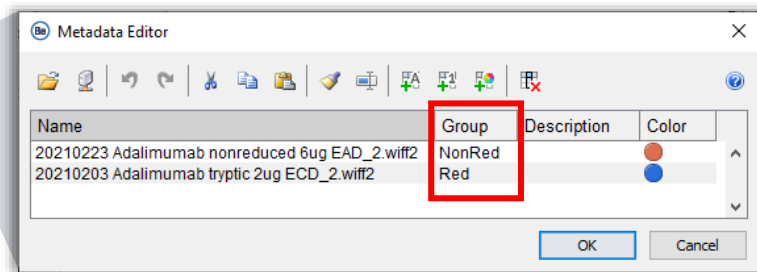 Be Metadata Editor
Name Group Description Color
20210223 Adalimumab nonreduced 6ug EAD_2.wiff2 NonRed
20210203 Adalimumab tryptic 2ug ECD_2.wiff2 Red
OK Cancel